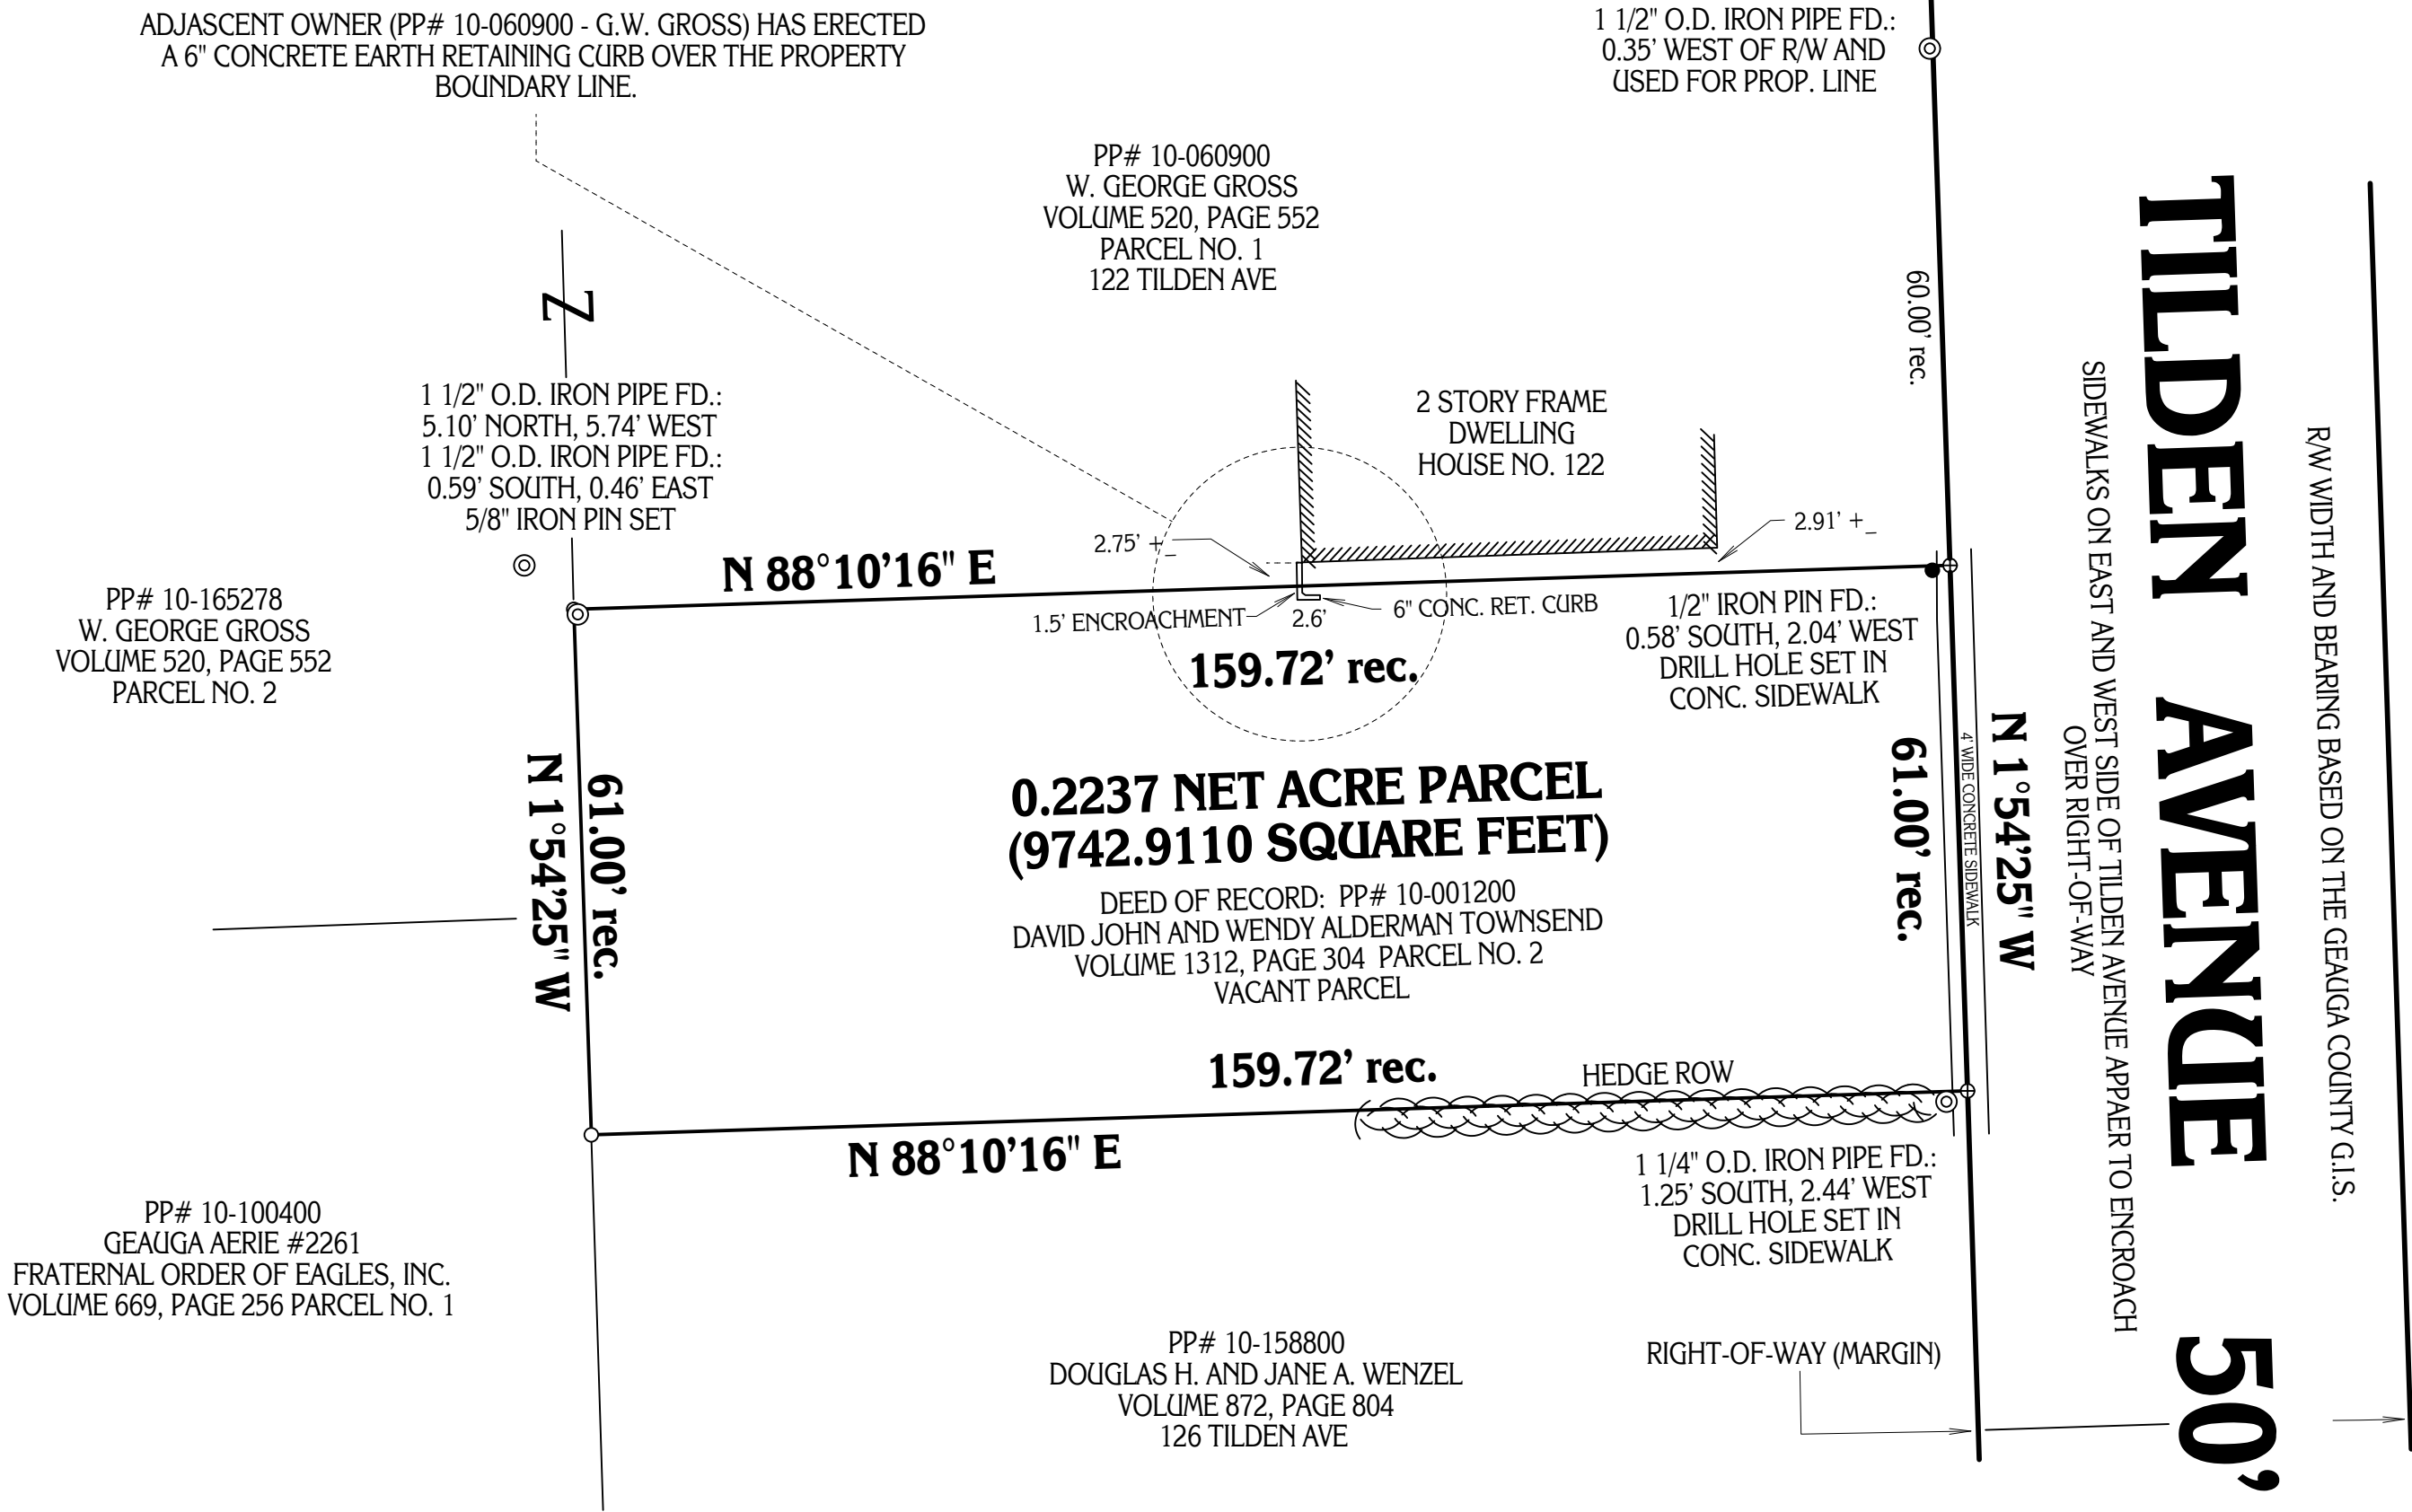 ADJASCENT OWNER (PP# 10-060900 - G.W. GROSS) HAS ERECTED
A 6" CONCRETE EARTH RETAINING CURB OVER THE PROPERTY
BOUNDARY LINE.
1 1/2" O.D. IRON PIPE FD.:
0.35' WEST OF R/W AND
USED FOR PROP. LINE
PP# 10-060900
W. GEORGE GROSS
VOLUME 520, PAGE 552
PARCEL NO. 1
122 TILDEN AVE
N
60.00' rec.
1 1/2" O.D. IRON PIPE FD.:
5.10' NORTH, 5.74' WEST
1 1/2" O.D. IRON PIPE FD.:
0.59' SOUTH, 0.46' EAST
5/8" IRON PIN SET
2 STORY FRAME
DWELLING
HOUSE NO. 122
2.75' +_
2.91' +_
N 88°10'16" E
PP# 10-165278
W. GEORGE GROSS
VOLUME 520, PAGE 552
PARCEL NO. 2
1.5' ENCROACHMENT
2.6'
6" CONC. RET. CURB
159.72' rec.
1/2" IRON PIN FD.:
0.58' SOUTH, 2.04' WEST
DRILL HOLE SET IN
CONC. SIDEWALK
N 1°54'25" W
61.00' rec.
0.2237 NET ACRE PARCEL
(9742.9110 SQUARE FEET)
DEED OF RECORD: PP# 10-001200
DAVID JOHN AND WENDY ALDERMAN TOWNSEND
VOLUME 1312, PAGE 304 PARCEL NO. 2
VACANT PARCEL
61.00' rec.
4' WIDE CONCRETE SIDEWALK
N 1°54'25" W
159.72' rec.
HEDGE ROW
N 88°10'16" E
1 1/4" O.D. IRON PIPE FD.:
1.25' SOUTH, 2.44' WEST
DRILL HOLE SET IN
CONC. SIDEWALK
PP# 10-100400
GEAUGA AERIE #2261
FRATERNAL ORDER OF EAGLES, INC.
VOLUME 669, PAGE 256 PARCEL NO. 1
PP# 10-158800
DOUGLAS H. AND JANE A. WENZEL
VOLUME 872, PAGE 804
126 TILDEN AVE
RIGHT-OF-WAY (MARGIN)
SIDEWALKS ON EAST AND WEST SIDE OF TILDEN AVENUE APPAER TO ENCROACH
OVER RIGHT-OF-WAY
TILDEN AVENUE 50'
R/W WIDTH AND BEARING BASED ON THE GEAUGA COUNTY G.I.S.